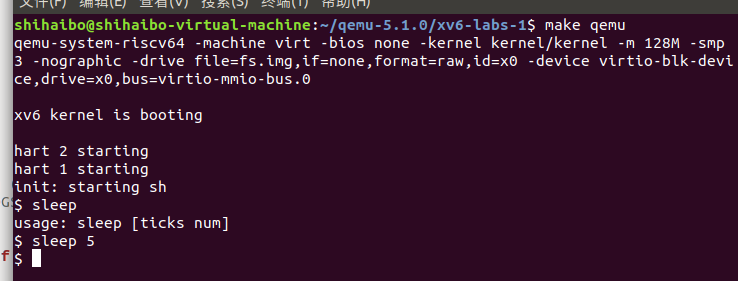 文件(F) 编辑(E) 查看(V) 搜索(S) 终端(T) 帮助(H)
shihaibo@shihaibo-virtual-machine:~/qemu-5.1.0/xv6-labs-1$ make qemu
qemu-system-riscv64 -machine virt -bios none -kernel kernel/kernel -m 128M -smp
3 -nographic -drive file=fs.img,if=none,format=raw,id=x0 -device virtio-blk-devi
ce,drive=x0,bus=virtio-mmio-bus.0
xv6 kernel is booting
hart 2 starting
hart 1 starting
init: starting sh
$ sleep
usage: sleep [ticks num]
$ sleep 5
$